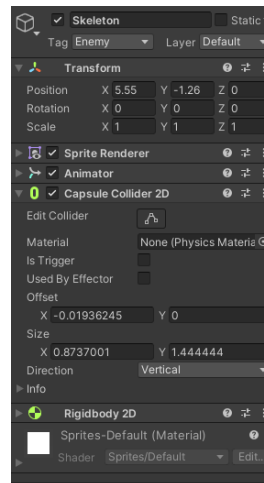 Skeleton Static
Tag Enemy Layer Default
Transform
Position X 5.55 Y -1.26 Z 0
Rotation X 0 Y 0 Z 0
Scale X 1 Y 1 Z 1
Sprite Renderer
Animator
Capsule Collider 2D
Edit Collider
Material None (Physics Materia
Is Trigger
Used By Effector
Offset
X -0.01936245 Y 0
Size
X 0.8737001 Y 1.444444
Direction Vertical
Info
Rigidbody 2D
Sprites-Default (Material)
Shader Sprites/Default Edit..